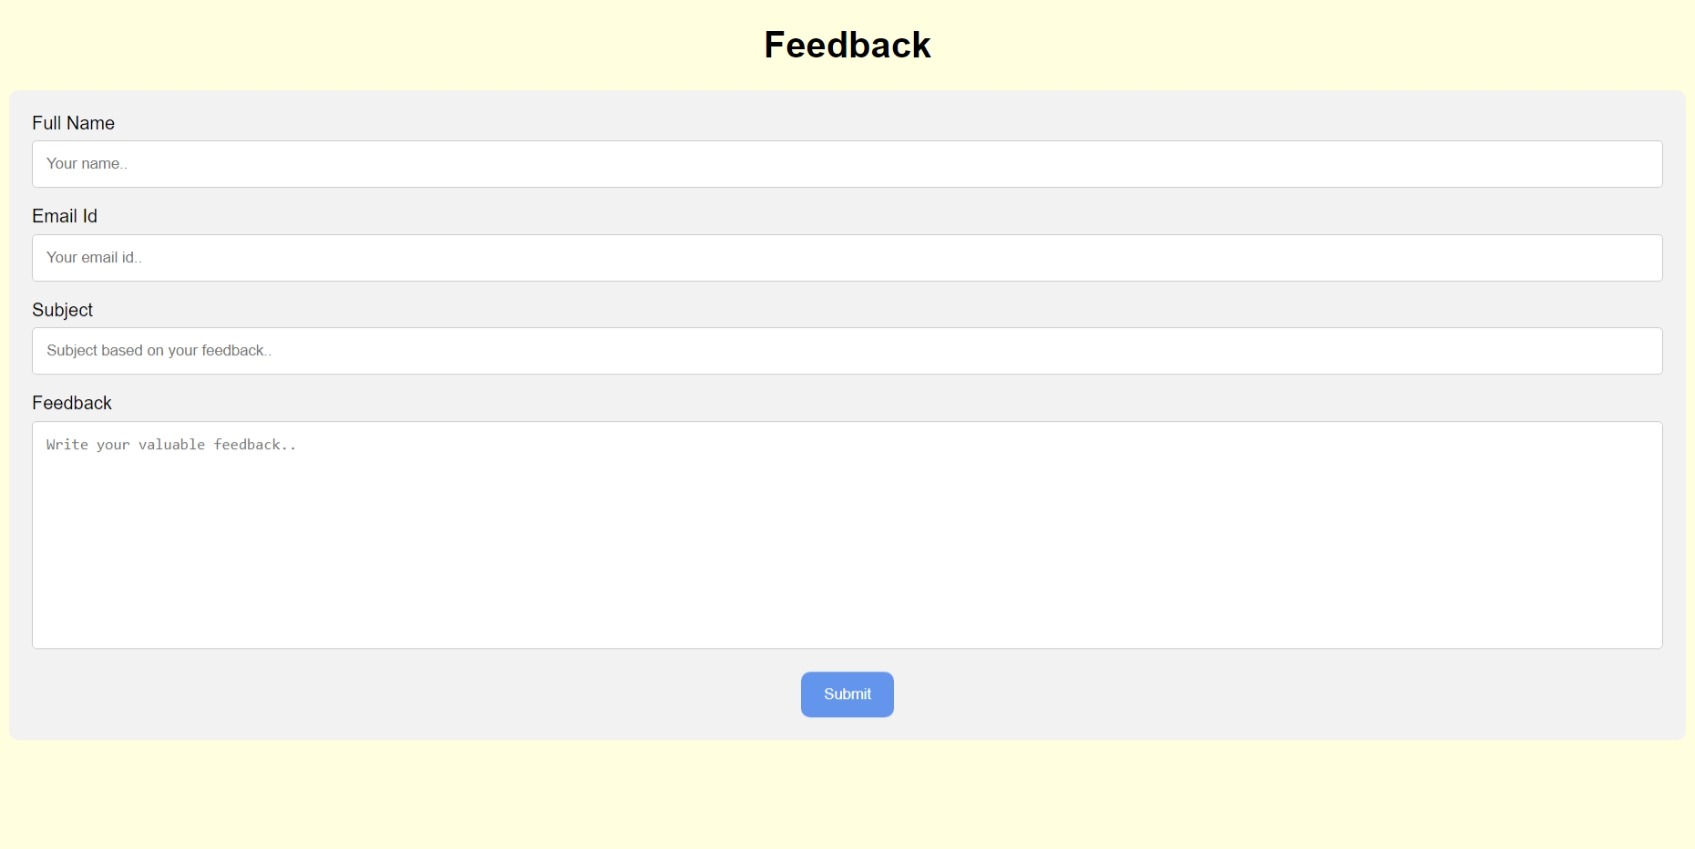 Feedback
Full Name
Your name..
Email Id
Your email id..
Subject
Subject based on your feedback..
Feedback
Write your valuable feedback..
Submit